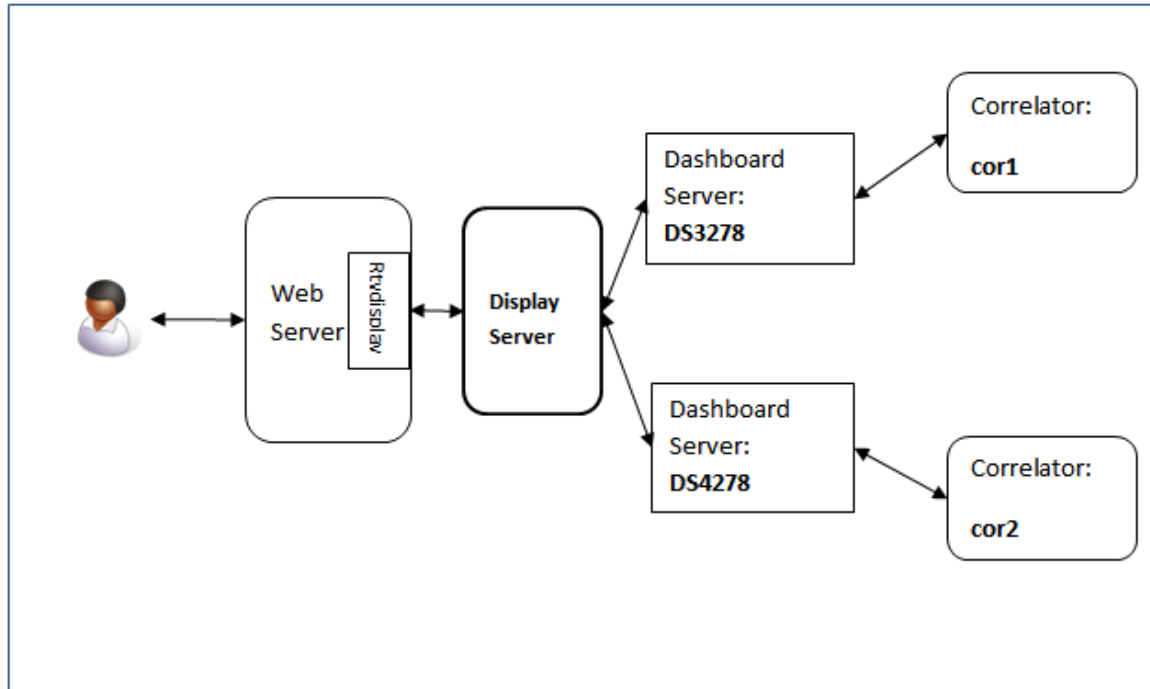 Web
Server
Rtvdisplay
Display
Server
Dashboard
Server:
DS3278
Dashboard
Server:
DS4278
Correlator:
cor1
Correlator:
cor2